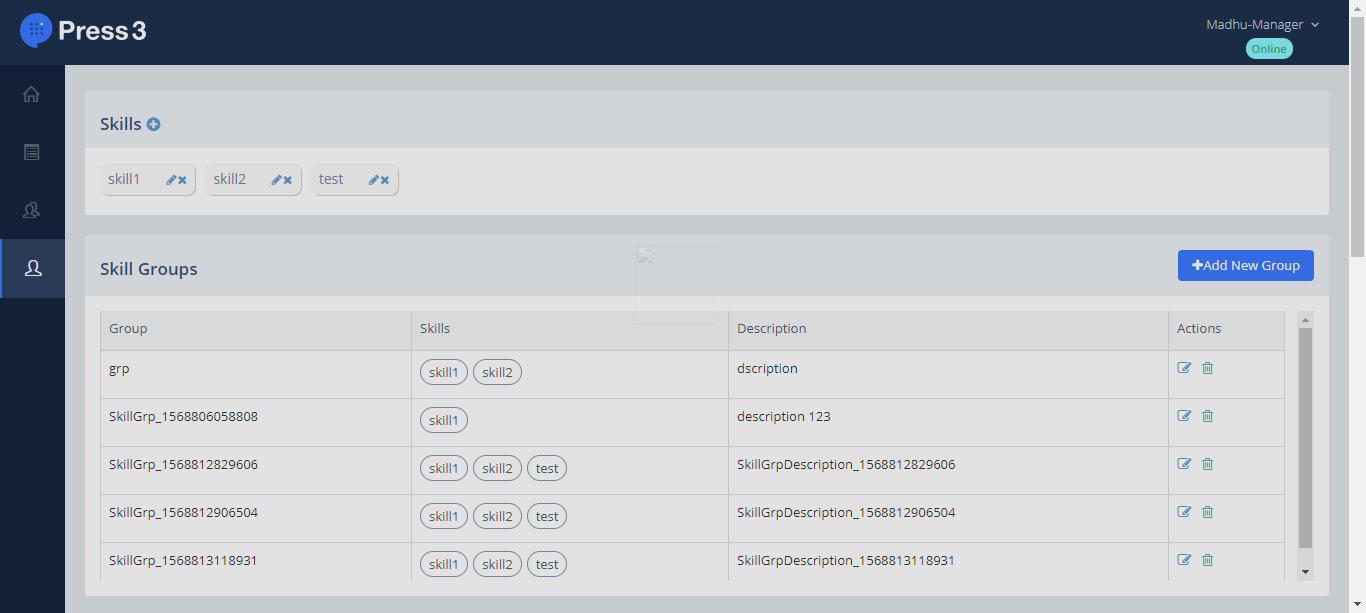 Press 3
Madhu-Manager
Online
Skills
skill1 skill2 test
Skill Groups
Add New Group
Group Skills Description Actions
grp skill1 skill2 dscription
SkillGrp_1568806058808 skill1 description 123
SkillGrp_1568812829606 skill1 skill2 test SkillGrpDescription_1568812829606
SkillGrp_1568812906504 skill1 skill2 test SkillGrpDescription_1568812906504
SkillGrp_1568813118931 skill1 skill2 test SkillGrpDescription_1568813118931